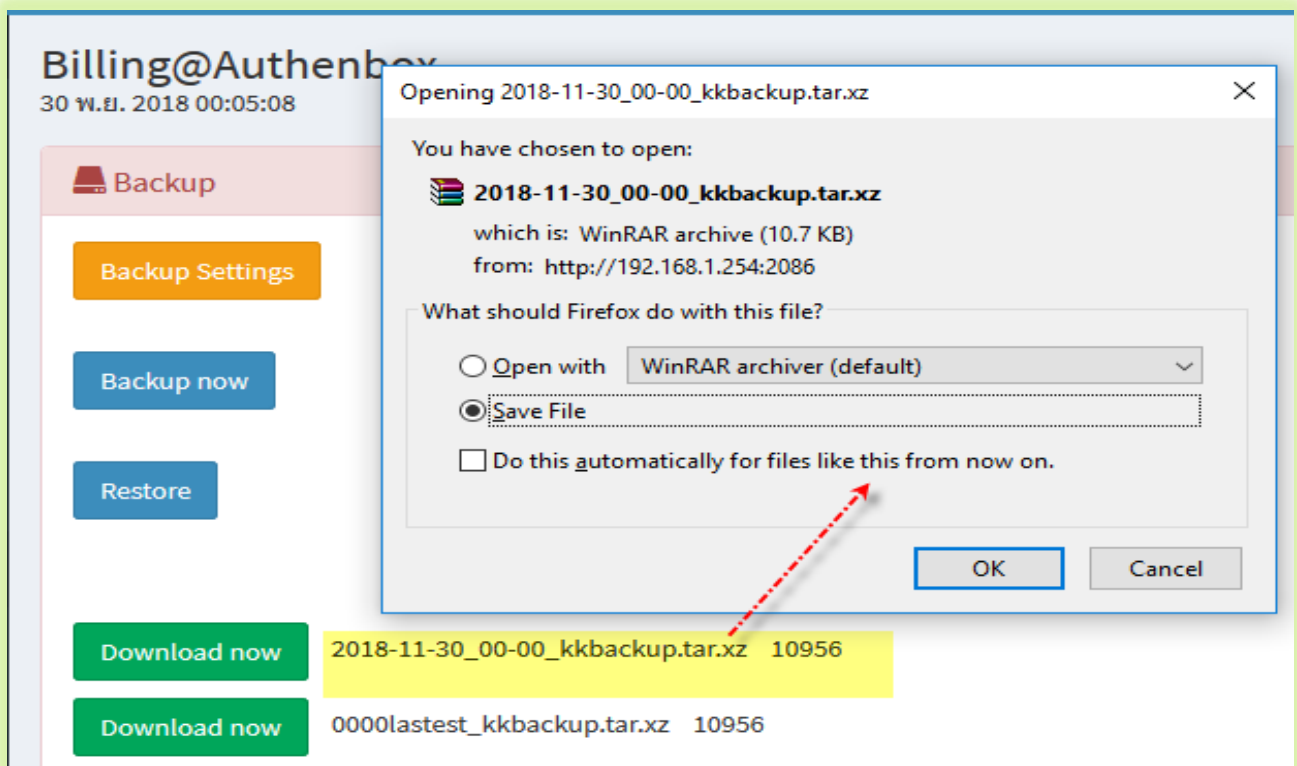 Billing@Authenbox
30 พ.ย. 2018 00:05:08
Backup
Backup Settings
Backup now
Restore
Opening 2018-11-30_00-00_kkbackup.tar.xz
You have chosen to open:
2018-11-30_00-00_kkbackup.tar.xz
which is: WinRAR archive (10.7 KB)
from: http://192.168.1.254:2086
What should Firefox do with this file?
Open with WinRAR archiver (default)
Save File
Do this automatically for files like this from now on.
OK Cancel
Download now 2018-11-30_00-00_kkbackup.tar.xz 10956
Download now 0000lastest_kkbackup.tar.xz 10956